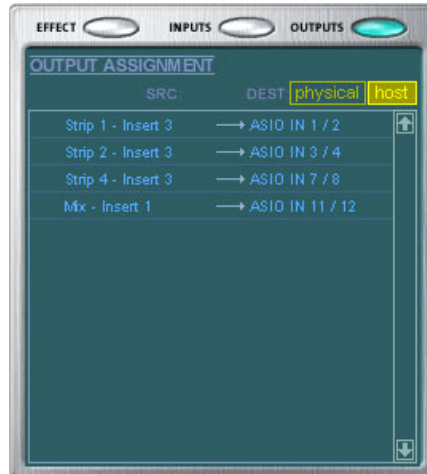 EFFECT INPUTS OUTPUTS
OUTPUT ASSIGNMENT
SRC: DEST: physical host
Strip 1 - Insert 3 ASIO IN 1 / 2
Strip 2 - Insert 3 ASIO IN 3 / 4
Strip 4 - Insert 3 ASIO IN 7 / 8
Mix - Insert 1 ASIO IN 11 / 12